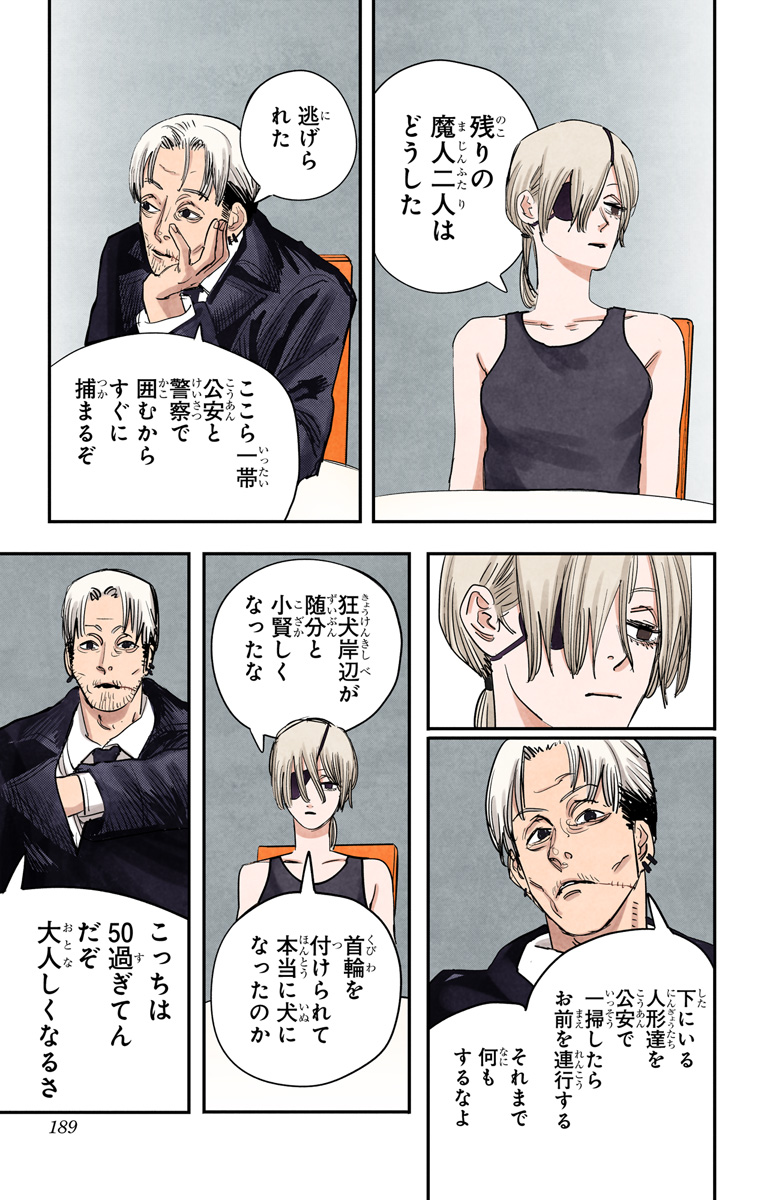 残りの
魔人二人は
どうした
逃げら
れた
ここら一帯
公安と
警察で
囲むから
すぐに
捕まるぞ
下にいる
人形達を
公安で
一掃したら
お前を連行する
それまで
何も
するなよ
狂犬岸辺が
随分と
小賢しく
なったな
首輪を
付けられて
本当に犬に
なったのか
こっちは
50過ぎてん
だぞ
大人しくなるさ
189